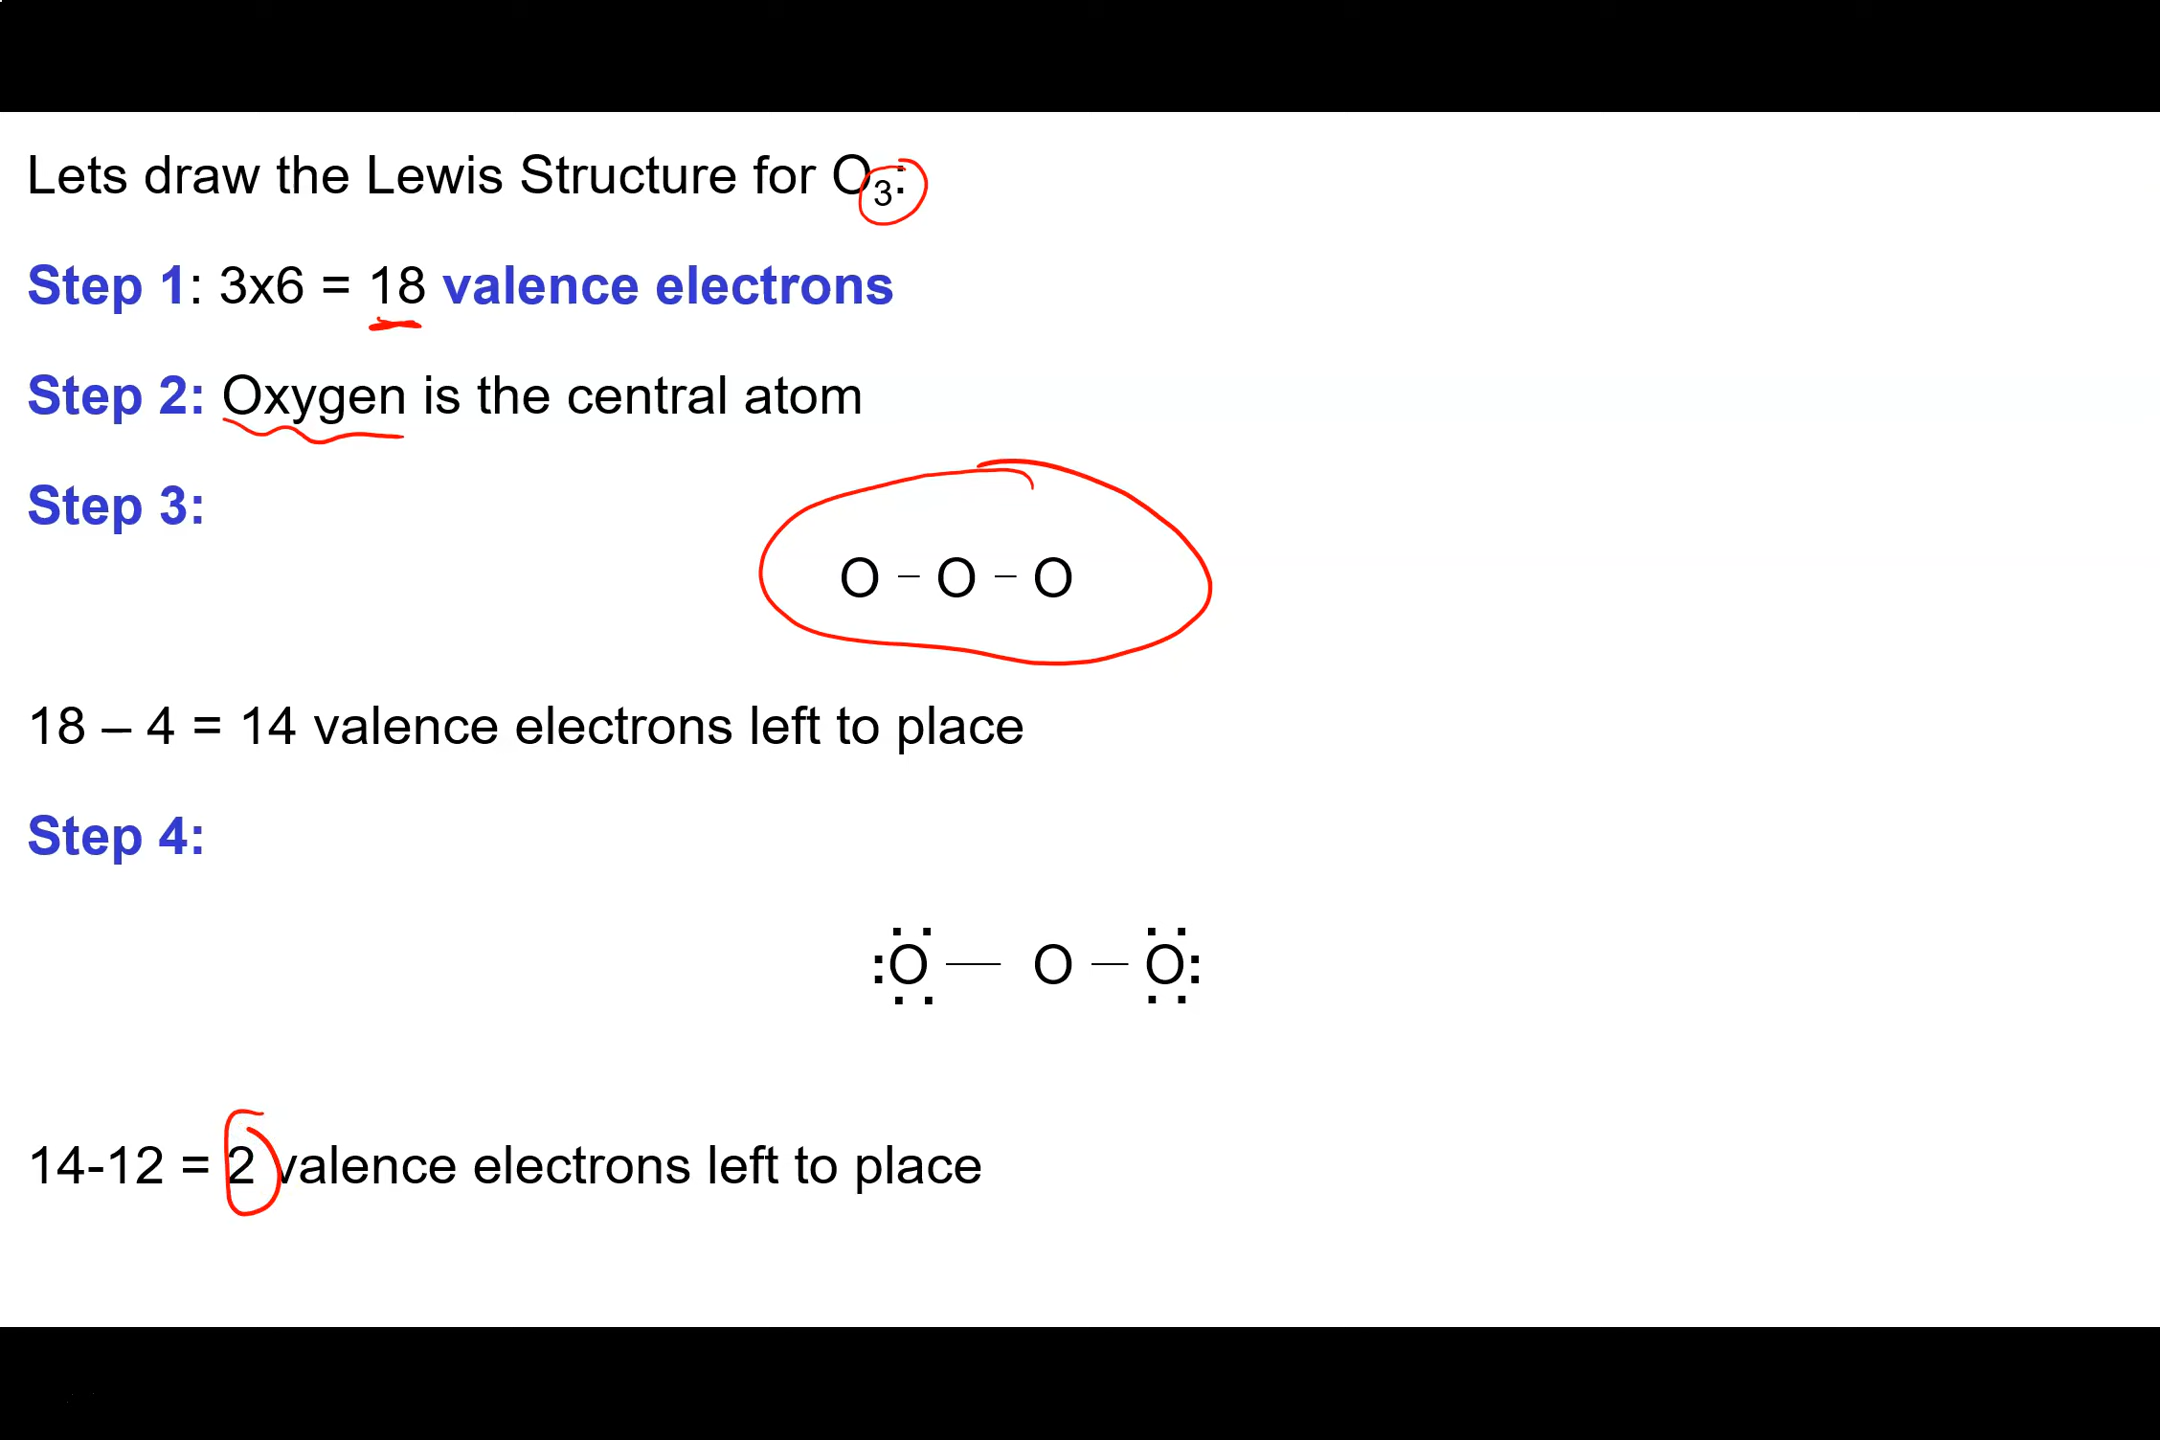 Lets draw the Lewis Structure for O₃:
Step 1: 3x6 = 18 valence electrons
Step 2: Oxygen is the central atom
Step 3:
O – O – O
18 – 4 = 14 valence electrons left to place
Step 4:
:O — O – O:
14-12 = 2 valence electrons left to place